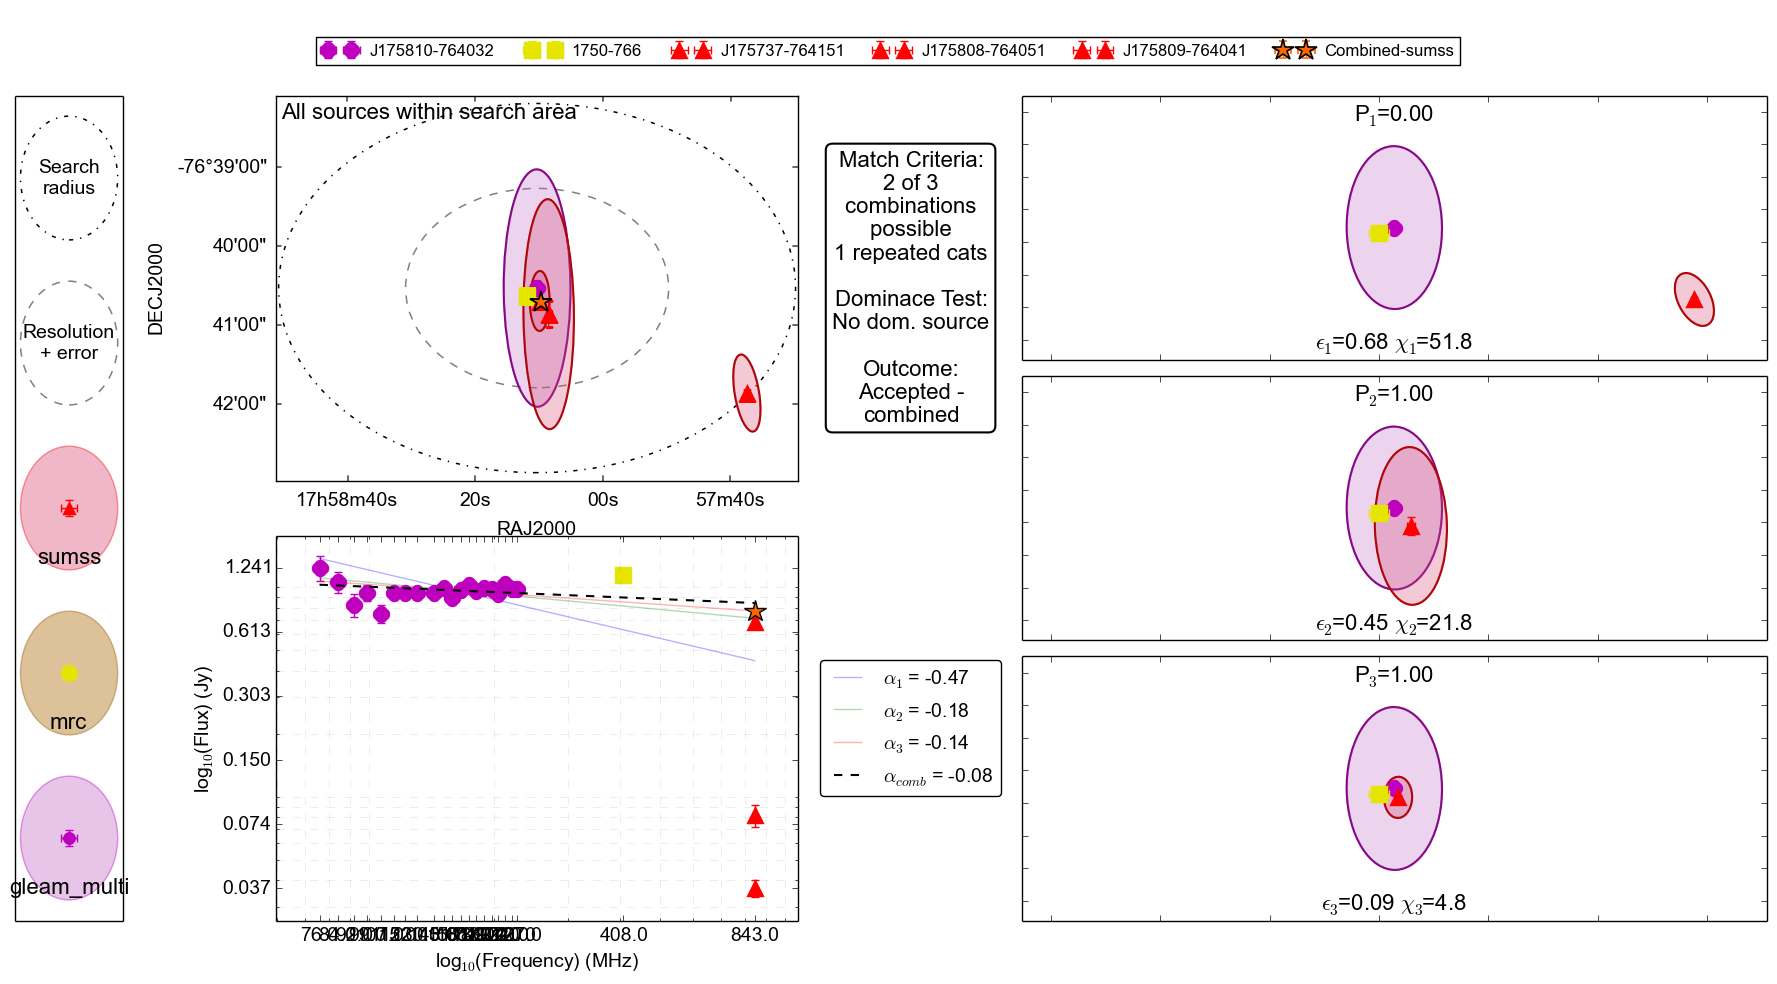 J175810-764032 1750-766 J175737-764151 J175808-764051 J175809-764041 Combined-sumss
Search
radius
Resolution
+ error
sumss
mrc
gleam_multi
All sources within search area
DECJ2000
-76°39'00"
40'00"
41'00"
42'00"
17h58m40s 20s 00s 57m40s
RAJ2000
Match Criteria:
2 of 3
combinations
possible
1 repeated cats
Dominace Test:
No dom. source
Outcome:
Accepted -
combined
log₁₀(Flux) (Jy)
1.241
0.613
0.303
0.150
0.074
0.037
408.0 843.0
log₁₀(Frequency) (MHz)
α₁ = -0.47
α₂ = -0.18
α₃ = -0.14
α_comb = -0.08
P₁=0.00
ϵ₁=0.68 χ₁=51.8
P₂=1.00
ϵ₂=0.45 χ₂=21.8
P₃=1.00
ϵ₃=0.09 χ₃=4.8